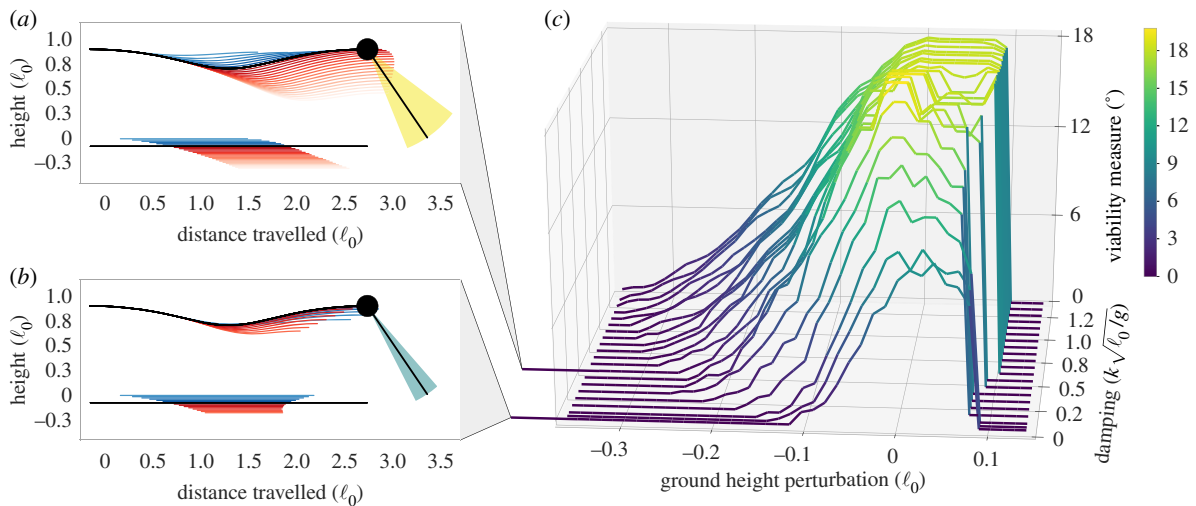 (a)
1.0
0.8
0.5
0.3
0
–0.3
height (ℓ0)
0 0.5 1.0 1.5 2.0 2.5 3.0 3.5
distance travelled (ℓ0)
(b)
1.0
0.8
0.5
0.3
0
–0.3
height (ℓ0)
0 0.5 1.0 1.5 2.0 2.5 3.0 3.5
distance travelled (ℓ0)
(c)
18
12
6
0
viability measure (°)
1.2
1.0
0.8
0.5
0.2
0
damping (k√ℓ0/g)
–0.3 –0.2 –0.1 0 0.1
ground height perturbation (ℓ0)
18
15
12
9
6
3
0